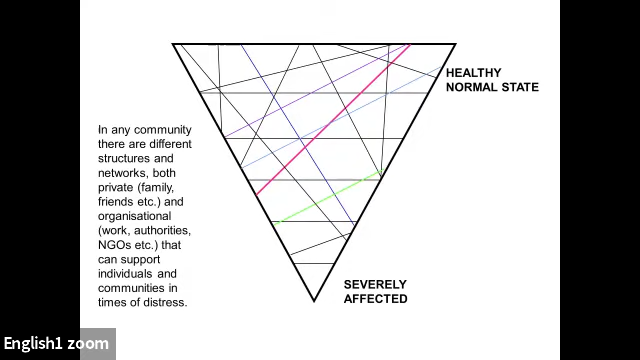 HEALTHY
NORMAL STATE
In any community
there are different
structures and
networks, both
private (family,
friends etc.) and
organisational
(work, authorities,
NGOs etc.) that
can support
individuals and
communities in
times of distress.
SEVERELY
AFFECTED
English1 zoom